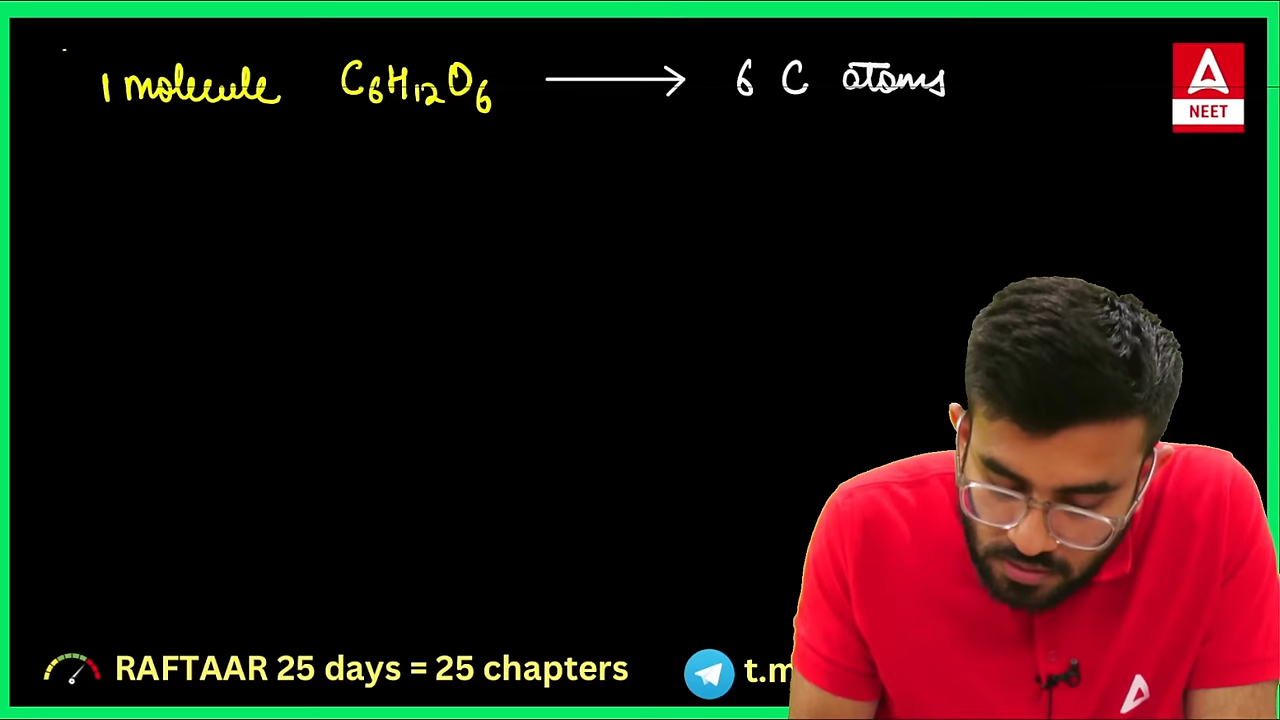 1 molecule C₆H₁₂O₆ ⟶ 6 C atoms
NEET
RAFTAAR 25 days = 25 chapters
t.m